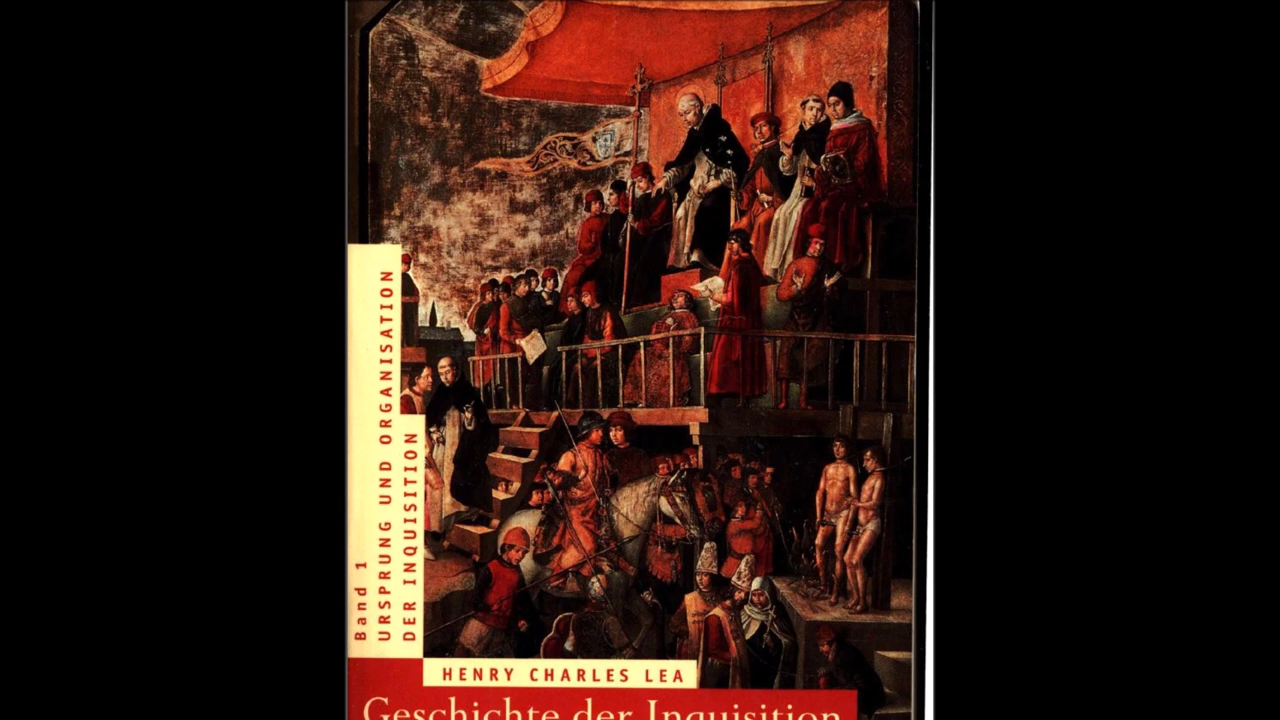 Band 1
URSPRUNG UND ORGANISATION
DER INQUISITION
HENRY CHARLES LEA
Geschichte der Inquisition